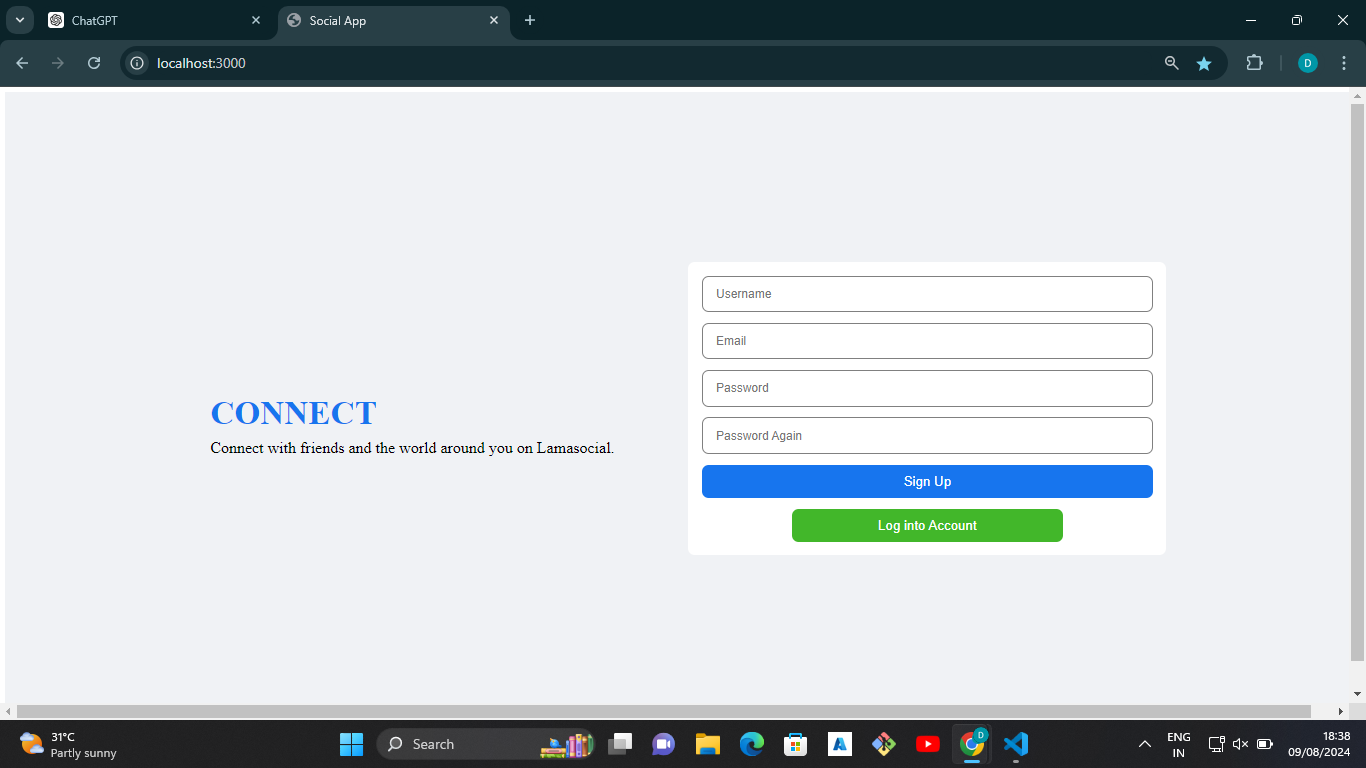 ChatGPT
Social App
localhost:3000
D
Username
Email
Password
Password Again
Sign Up
Log into Account
CONNECT
Connect with friends and the world around you on Lamasocial.
31°C
Partly sunny
Search
A
D
ENG
IN
18:38
09/08/2024